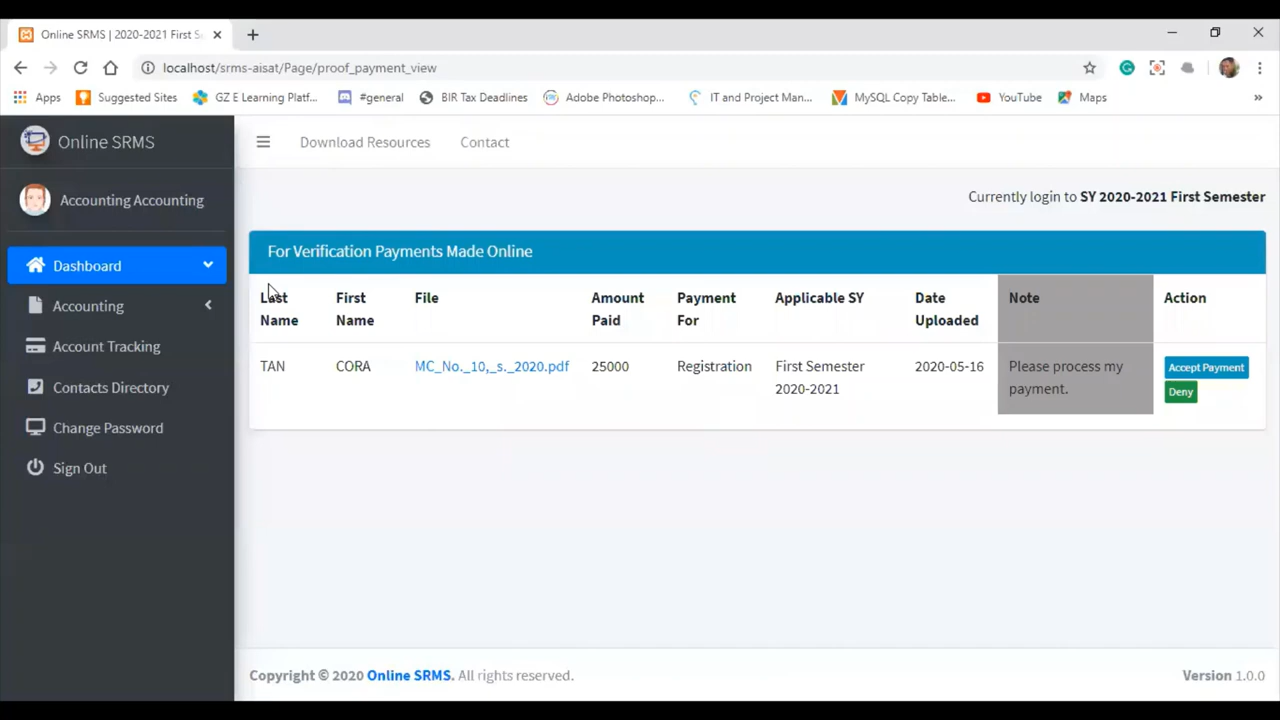 Online SRMS | 2020-2021 First S
localhost/srms-aisat/Page/proof_payment_view
Apps Suggested Sites GZ E Learning Platf... #general BIR Tax Deadlines Adobe Photoshop... IT and Project Man... MySQL Copy Table... YouTube Maps »
Online SRMS Download Resources Contact
Accounting Accounting
Currently login to SY 2020-2021 First Semester
Dashboard
Accounting
Account Tracking
Contacts Directory
Change Password
Sign Out
For Verification Payments Made Online
Last First File Amount Payment Applicable SY Date Note Action
Name Name Paid For Uploaded
TAN CORA MC_No._10,_s._2020.pdf 25000 Registration First Semester 2020-05-16 Please process my Accept Payment
2020-2021 payment. Deny
Copyright © 2020 Online SRMS. All rights reserved. Version 1.0.0